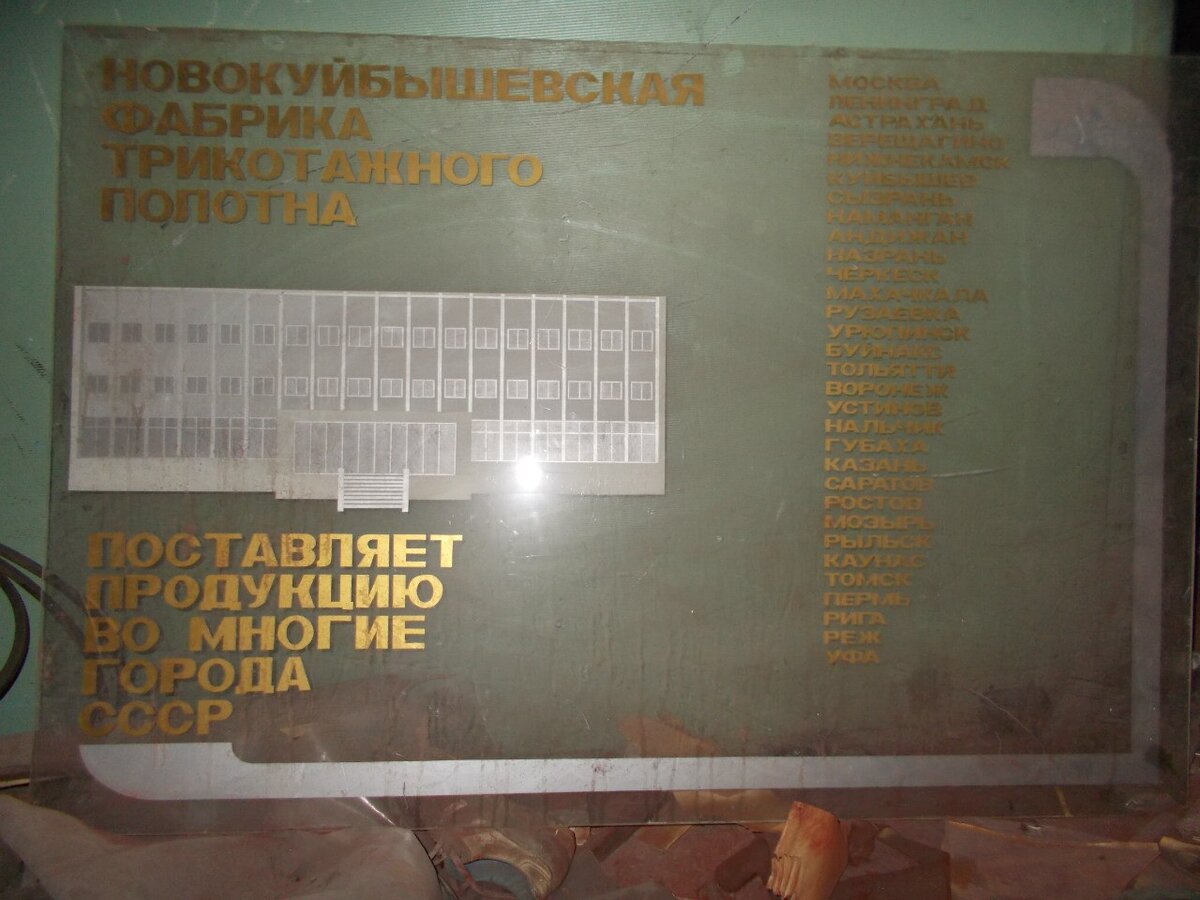 НОВОКУЙБЫШЕВСКАЯ
ФАБРИКА
ТРИКОТАЖНОГО
ПОЛОТНА
ПОСТАВЛЯЕТ
ПРОДУКЦИЮ
ВО МНОГИЕ
ГОРОДА
СССР
МОСКВА
ЛЕНИНГРАД
АСТРАХАНЬ
ВЕРЕЩАГИНО
НИЖНЕКАМСК
КУЙБЫШЕВ
СЫЗРАНЬ
НАМАНГАН
АНДИЖАН
НАЗРАНЬ
ЧЕРКЕСК
МАХАЧКАЛА
РУЗАЕВКА
УРЮПИНСК
БУЙНАКС
ТОЛЬЯТТИ
ВОРОНЕЖ
УСТИНОВ
НАЛЬЧИК
ГУБАХА
КАЗАНЬ
САРАТОВ
РОСТОВ
МОЗЫРЬ
РЫЛЬСК
КАУНАС
ТОМСК
ПЕРМЬ
РИГА
РЕЖ
УФА